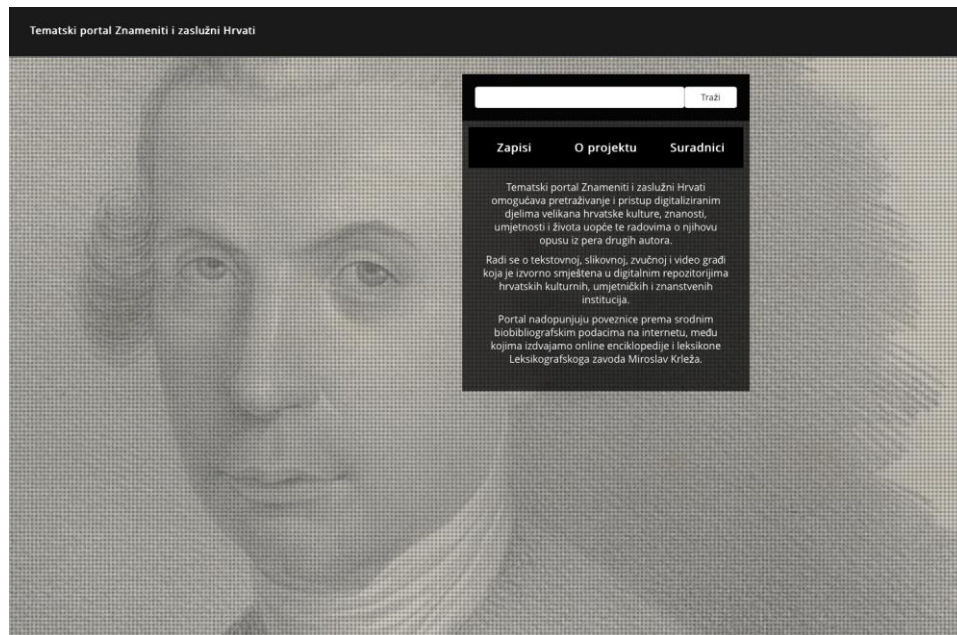 Tematski portal Znameniti i zaslužni Hrvati
Traži
Zapisi O projektu Suradnici
Tematski portal Znameniti i zaslužni Hrvati
omogućava pretraživanje i pristup digitaliziranim
djelima velikana hrvatske kulture, znanosti,
umjetnosti i života uopće te radovima o njihovu
opusu iz pera drugih autora.
Radi se o tekstovnoj, slikovnoj, zvučnoj i video građi
koja je izvorno smještena u digitalnim repozitorijima
hrvatskih kulturnih, umjetničkih i znanstvenih
institucija.
Portal nadopunjuju poveznice prema srodnim
biobibliografskim podacima na internetu, među
kojima izdvajamo online enciklopedije i leksikone
Leksikografskoga zavoda Miroslav Krleža.